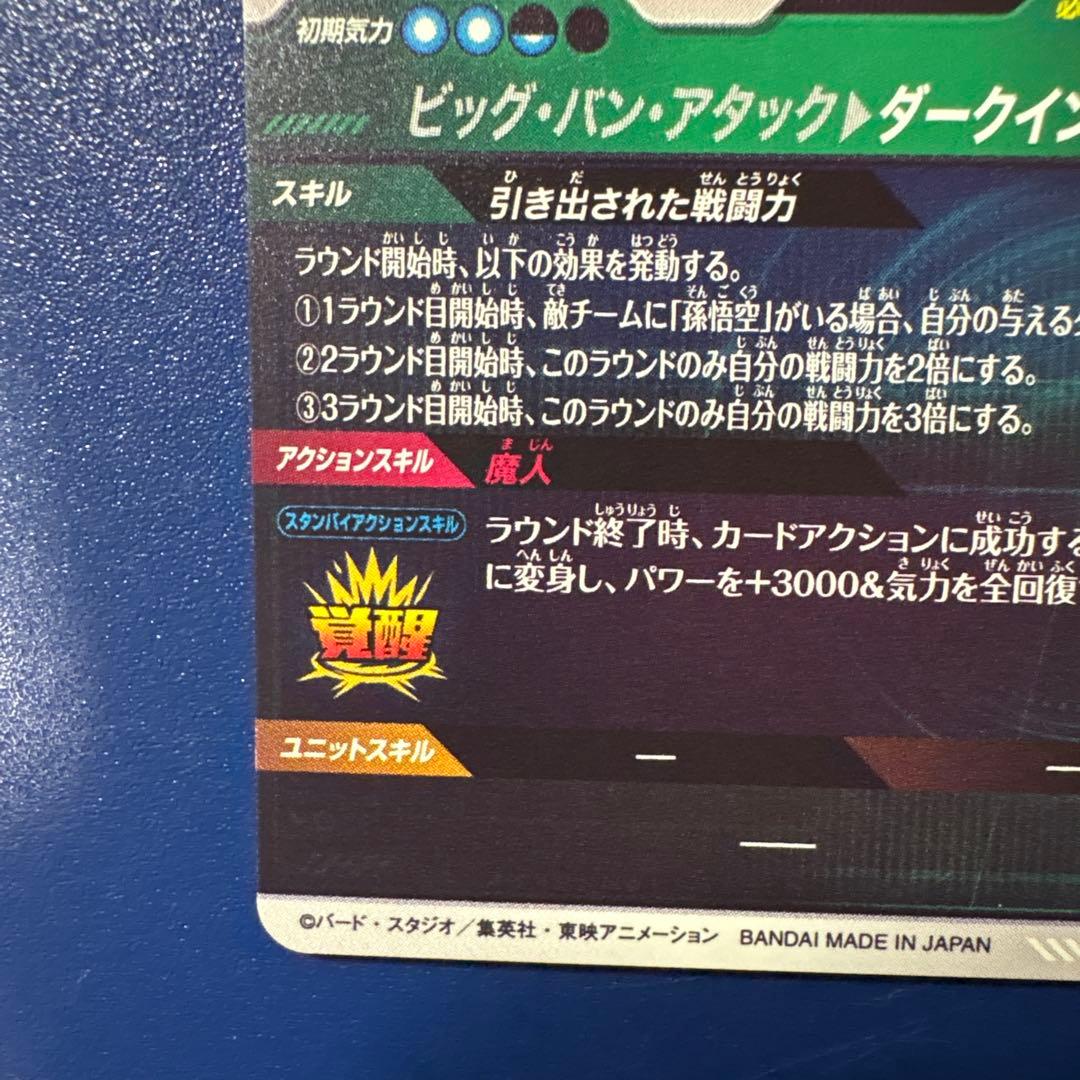 初期気力
ビッグ・バン・アタック▶ダークイン
スキル
引き出された戦闘力
ラウンド開始時、以下の効果を発動する。
①1ラウンド目開始時、敵チームに「孫悟空」がいる場合、自分の与える
②2ラウンド目開始時、このラウンドのみ自分の戦闘力を2倍にする。
③3ラウンド目開始時、このラウンドのみ自分の戦闘力を3倍にする。
アクションスキル
魔人
スタンバイアクションスキル
覚醒
ラウンド終了時、カードアクションに成功する
に変身し、パワーを+3000&気力を全回復
ユニットスキル
—
—
—
©バード・スタジオ／集英社・東映アニメーション BANDAI MADE IN JAPAN